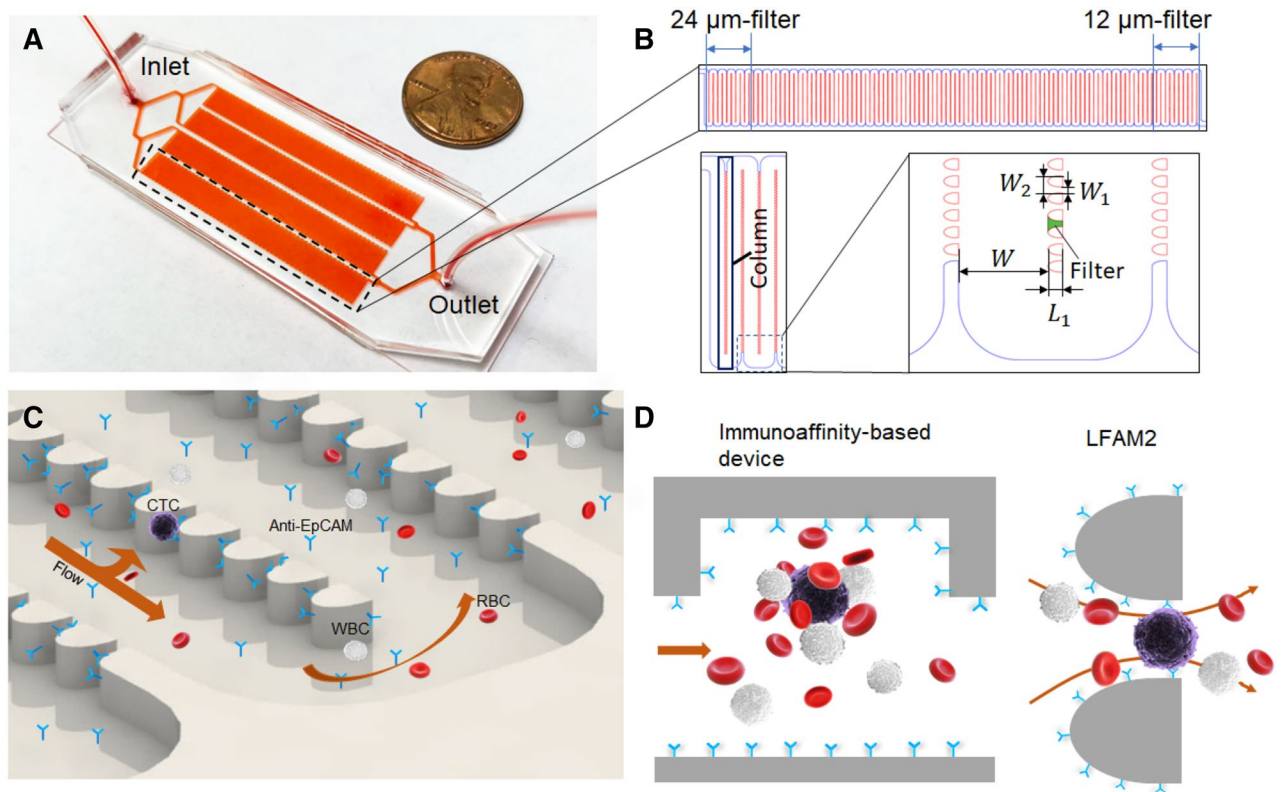 A
Inlet
Outlet
B
24 μm-filter
12 μm-filter
Column
W₂
W₁
W
Filter
L₁
C
CTC
Anti-EpCAM
Flow
WBC
RBC
D
Immunoaffinity-based
device
LFAM2